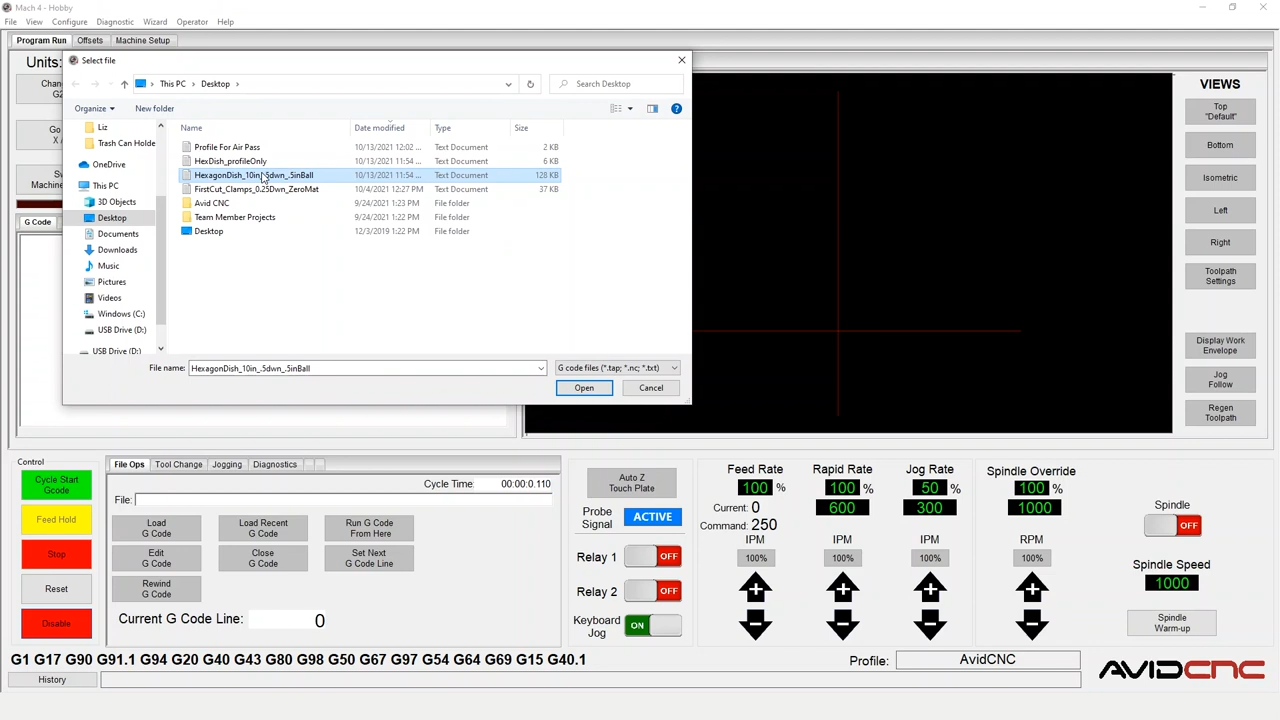 Mach 4 - Hobby
File View Configure Diagnostic Wizard Operator Help
Program Run Offsets Machine Setup
Units:
Select file
This PC > Desktop >
Search Desktop
Organize
New folder
Name Date modified Type Size
Liz
Trash Can Holde
OneDrive
This PC
3D Objects
Desktop
Documents
Downloads
Music
Pictures
Videos
Windows (C:)
USB Drive (D:)
USB Drive (D:)
Profile For Air Pass 10/13/2021 12:02 ... Text Document 2 KB
HexDish_profileOnly 10/13/2021 11:54 ... Text Document 6 KB
HexagonDish_10in_.5dwn_.5inBall 10/13/2021 11:54 ... Text Document 128 KB
FirstCut_Clamps_0.25Dwn_ZeroMat 10/4/2021 12:27 PM Text Document 37 KB
Avid CNC 9/24/2021 1:23 PM File folder
Team Member Projects 9/24/2021 1:22 PM File folder
Desktop 12/3/2019 1:22 PM File folder
File name: HexagonDish_10in_.5dwn_.5inBall
G code files (*.tap; *.nc; *.txt)
Open
Cancel
G Code
VIEWS
Top
"Default"
Bottom
Isometric
Left
Right
Toolpath
Settings
Display Work
Envelope
Jog
Follow
Regen
Toolpath
Control
Cycle Start
Gcode
Feed Hold
Stop
Reset
Disable
File Ops Tool Change Jogging Diagnostics
Cycle Time: 00:00:0.110
File:
Load
G Code
Load Recent
G Code
Run G Code
From Here
Edit
G Code
Close
G Code
Set Next
G Code Line
Rewind
G Code
Current G Code Line: 0
Auto Z
Touch Plate
Probe
Signal
ACTIVE
Relay 1 OFF
Relay 2 OFF
Keyboard
Jog
ON
Feed Rate
100 %
Current: 0
Command: 250
IPM
100%
Rapid Rate
100 %
600
IPM
100%
Jog Rate
50 %
300
IPM
100%
Spindle Override
100 %
1000
RPM
100%
Spindle
OFF
Spindle Speed
1000
Spindle
Warm-up
G1 G17 G90 G91.1 G94 G20 G40 G43 G80 G98 G50 G67 G97 G54 G64 G69 G15 G40.1
Profile: AvidCNC
AVIDCNC
History